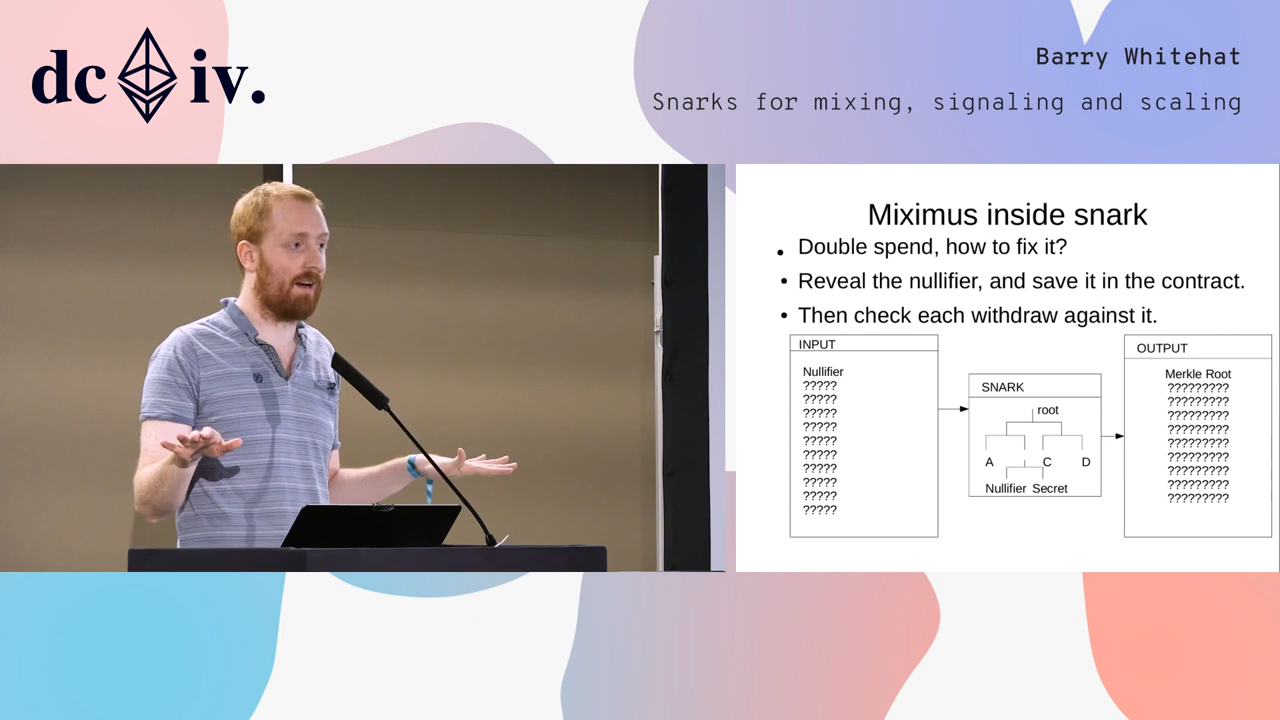 dc iv.
Barry Whitehat
Snarks for mixing, signaling and scaling
Miximus inside snark
• Double spend, how to fix it?
• Reveal the nullifier, and save it in the contract.
• Then check each withdraw against it.
INPUT
Nullifier
?????
?????
?????
?????
?????
?????
?????
?????
?????
?????
SNARK
root
A C D
Nullifier Secret
OUTPUT
Merkle Root
?????????
?????????
?????????
?????????
?????????
?????????
?????????
?????????
?????????